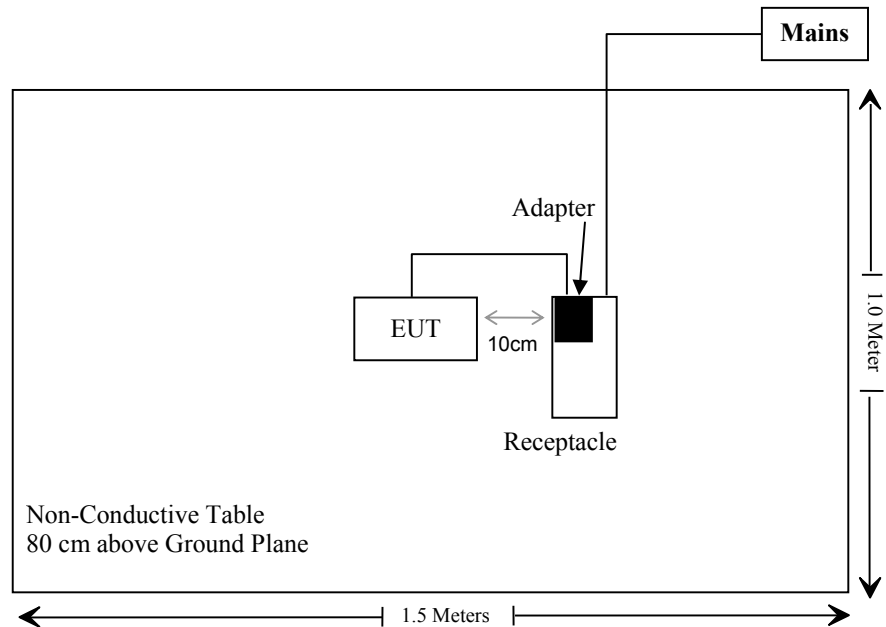 Mains
Adapter
EUT
10cm
1.0 Meter
Receptacle
Non-Conductive Table
80 cm above Ground Plane
1.5 Meters